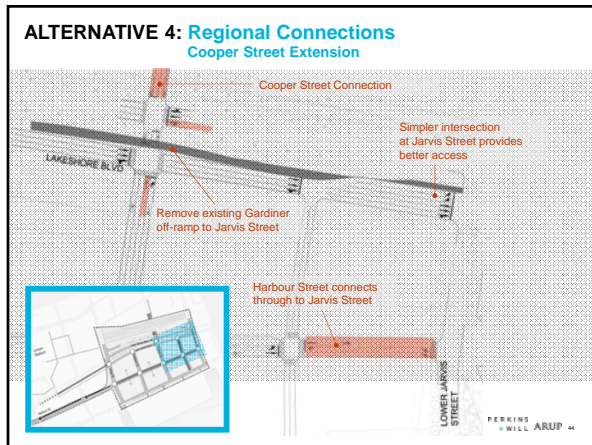 ALTERNATIVE 4: Regional Connections
Cooper Street Extension
Cooper Street Connection
Simpler intersection
at Jarvis Street provides
better access
LAKESHORE BLVD
Remove existing Gardiner
off-ramp to Jarvis Street
Harbour Street connects
through to Jarvis Street
LOWER JARVIS
STREET
PERKINS
+WILL ARUP 44